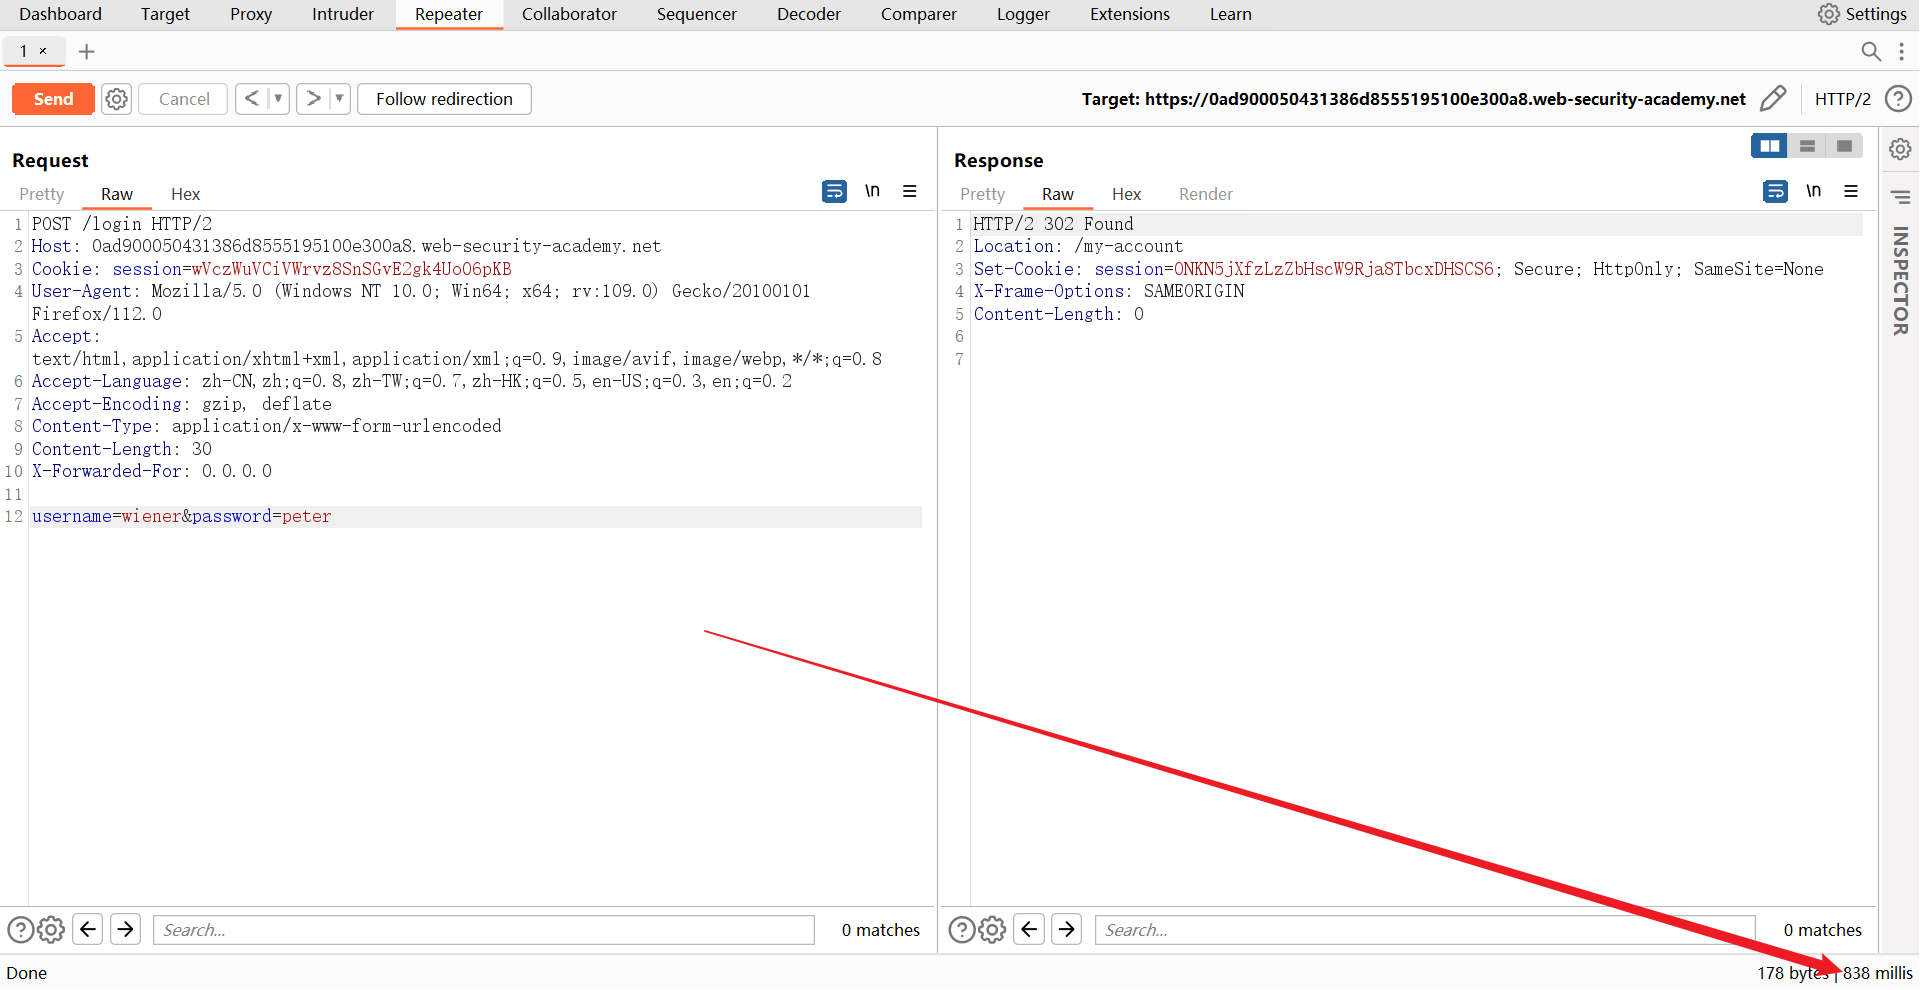 Dashboard Target Proxy Intruder Repeater Collaborator Sequencer Decoder Comparer Logger Extensions Learn Settings
1 × +
Send Cancel < > Follow redirection Target: https://0ad900050431386d8555195100e300a8.web-security-academy.net HTTP/2
Request
Pretty Raw Hex \n
1 POST /login HTTP/2
2 Host: 0ad900050431386d8555195100e300a8.web-security-academy.net
3 Cookie: session=wVczWuVCiVWrvz8SnSGvE2gk4UoO6pKB
4 User-Agent: Mozilla/5.0 (Windows NT 10.0; Win64; x64; rv:109.0) Gecko/20100101
Firefox/112.0
5 Accept:
text/html,application/xhtml+xml,application/xml;q=0.9,image/avif,image/webp,*/*;q=0.8
6 Accept-Language: zh-CN,zh;q=0.8,zh-TW;q=0.7,zh-HK;q=0.5,en-US;q=0.3,en;q=0.2
7 Accept-Encoding: gzip, deflate
8 Content-Type: application/x-www-form-urlencoded
9 Content-Length: 30
10 X-Forwarded-For: 0.0.0.0
11
12 username=wiener&password=peter
Search... 0 matches
Response
Pretty Raw Hex Render \n
1 HTTP/2 302 Found
2 Location: /my-account
3 Set-Cookie: session=ONKN5jXfzLzZbHscW9Rja8TbcxDHSCS6; Secure; HttpOnly; SameSite=None
4 X-Frame-Options: SAMEORIGIN
5 Content-Length: 0
6
7
Search... 0 matches
INSPECTOR
Done 178 bytes | 838 millis